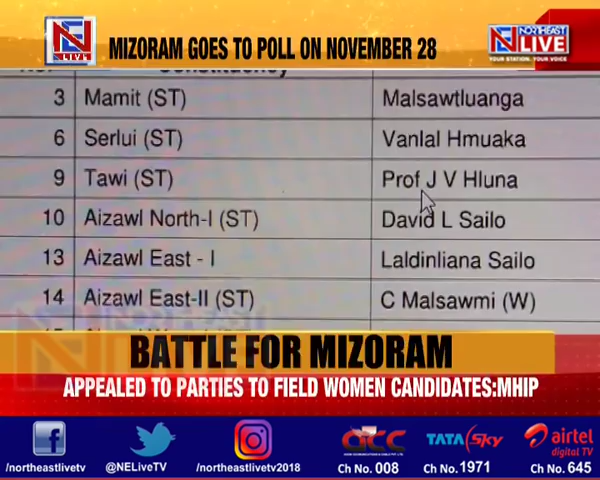 NE LIVE MIZORAM GOES TO POLL ON NOVEMBER 28 NORTHEAST LIVE
YOUR STATION, YOUR VOICE
Constituency
3 Mamit (ST) Malsawtluanga
6 Serlui (ST) Vanlal Hmuaka
9 Tawi (ST) Prof J V Hluna
10 Aizawl North-I (ST) David L Sailo
13 Aizawl East - I Laldinliana Sailo
14 Aizawl East-II (ST) C Malsawmi (W)
BATTLE FOR MIZORAM
APPEALED TO PARTIES TO FIELD WOMEN CANDIDATES:MHIP
/northeastlivetv @NELiveTV /northeastlivetv2018 Ch No. 008 TATA Sky Ch No.1971 airtel digital TV Ch No. 645